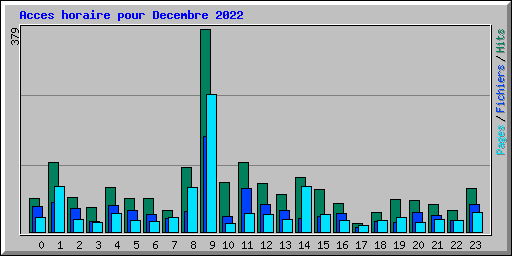 Acces horaire pour Decembre 2022
379
Pages/Fichiers/Hits
0 1 2 3 4 5 6 7 8 9 10 11 12 13 14 15 16 17 18 19 20 21 22 23